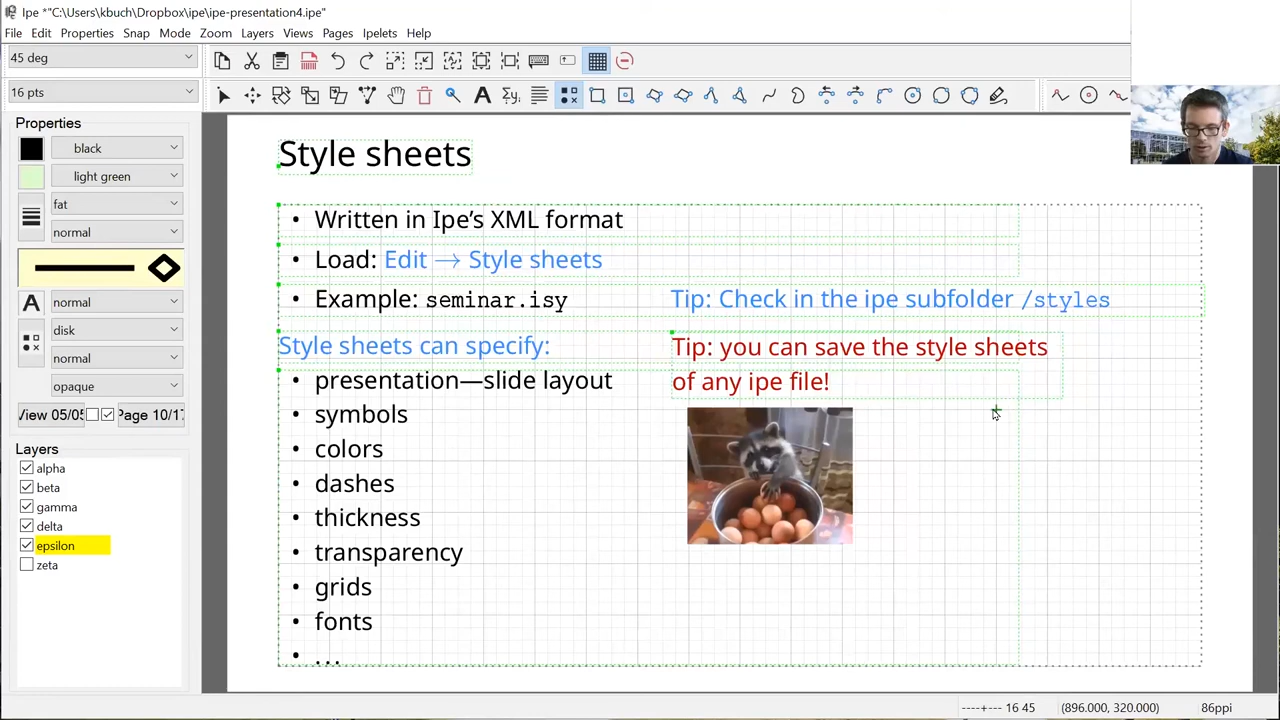 Ipe *"C:\Users\kbuch\Dropbox\ipe\ipe-presentation4.ipe"
File Edit Properties Snap Mode Zoom Layers Views Pages Ipelets Help
45 deg
16 pts
Properties
black
light green
fat
normal
normal
disk
normal
opaque
Page 10/17
Layers
alpha
beta
gamma
delta
epsilon
zeta
Style sheets
• Written in Ipe's XML format
• Load: Edit → Style sheets
• Example: seminar.isy
Tip: Check in the ipe subfolder /styles
Style sheets can specify:
Tip: you can save the style sheets
of any ipe file!
• presentation—slide layout
• symbols
• colors
• dashes
• thickness
• transparency
• grids
• fonts
• ...
----+--- 16 45 (896.000, 320.000) 86ppi